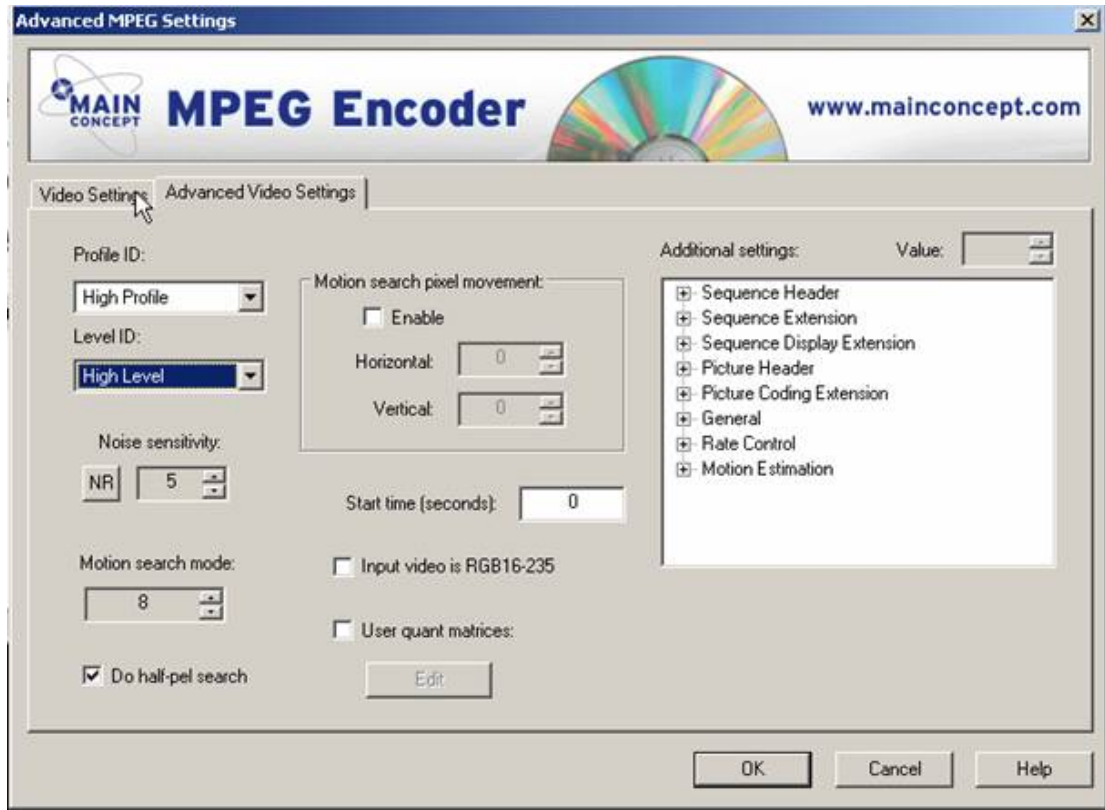 Advanced MPEG Settings
MAIN CONCEPT
MPEG Encoder
www.mainconcept.com
Video Settings
Advanced Video Settings
Profile ID:
High Profile
Level ID:
High Level
Noise sensitivity:
NR
5
Motion search mode:
8
Do half-pel search
Motion search pixel movement:
Enable
Horizontal:
0
Vertical:
0
Start time (seconds):
0
Input video is RGB16-235
User quant matrices:
Edit
Additional settings:
Value:
Sequence Header
Sequence Extension
Sequence Display Extension
Picture Header
Picture Coding Extension
General
Rate Control
Motion Estimation
OK
Cancel
Help